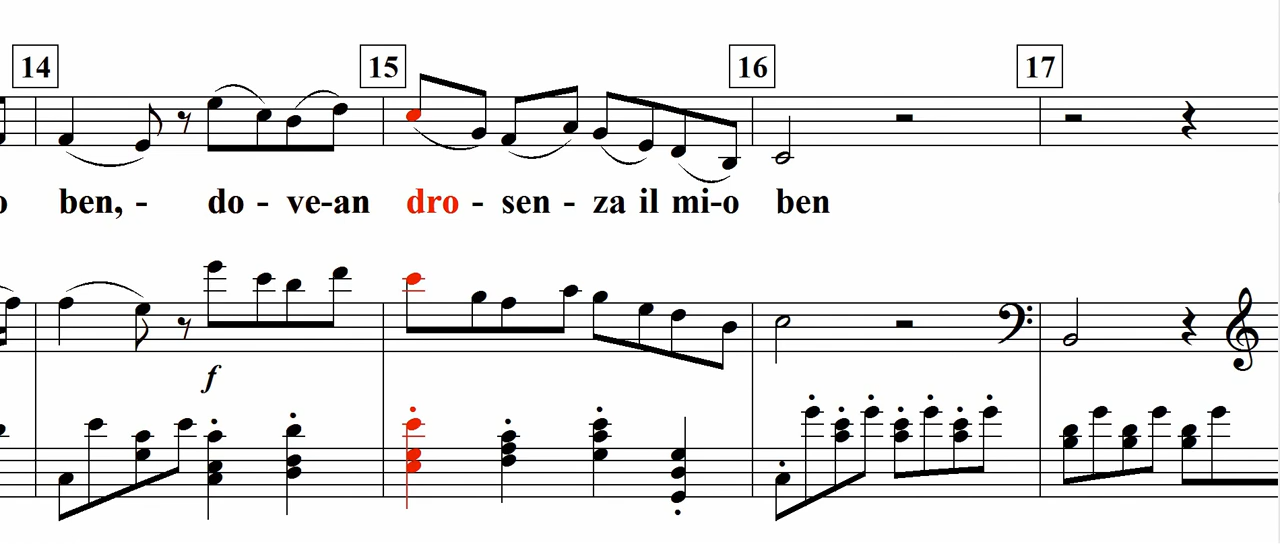 14 15 16 17
o ben, - do - ve-an dro - sen - za il mi-o ben
f